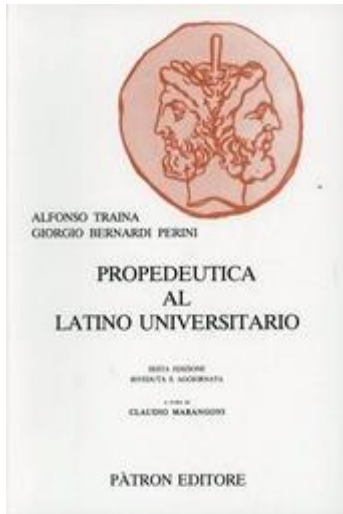 ALFONSO TRAINA
GIORGIO BERNARDI PERINI
PROPEDEUTICA
AL
LATINO UNIVERSITARIO
SESTA EDIZIONE
RIVEDUTA E AGGIORNATA
A CURA DI
CLAUDIO MARANGONI
PÀTRON EDITORE